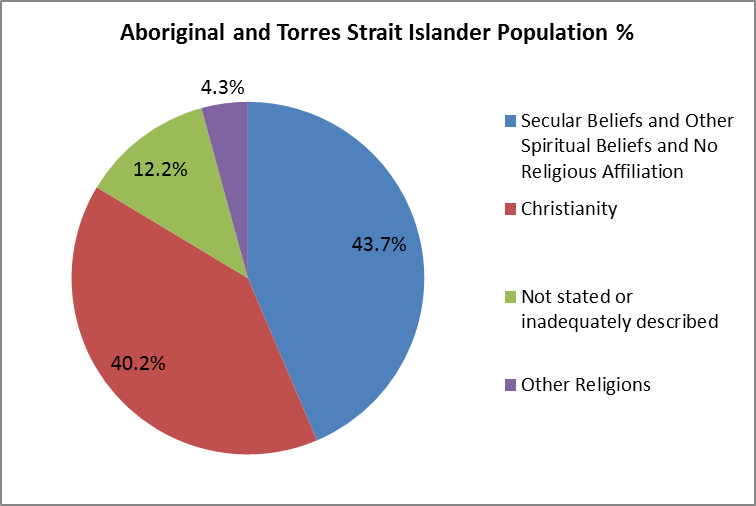 Aboriginal and Torres Strait Islander Population %
4.3%
12.2%
43.7%
40.2%
Secular Beliefs and Other
Spiritual Beliefs and No
Religious Affiliation
Christianity
Not stated or
inadequately described
Other Religions